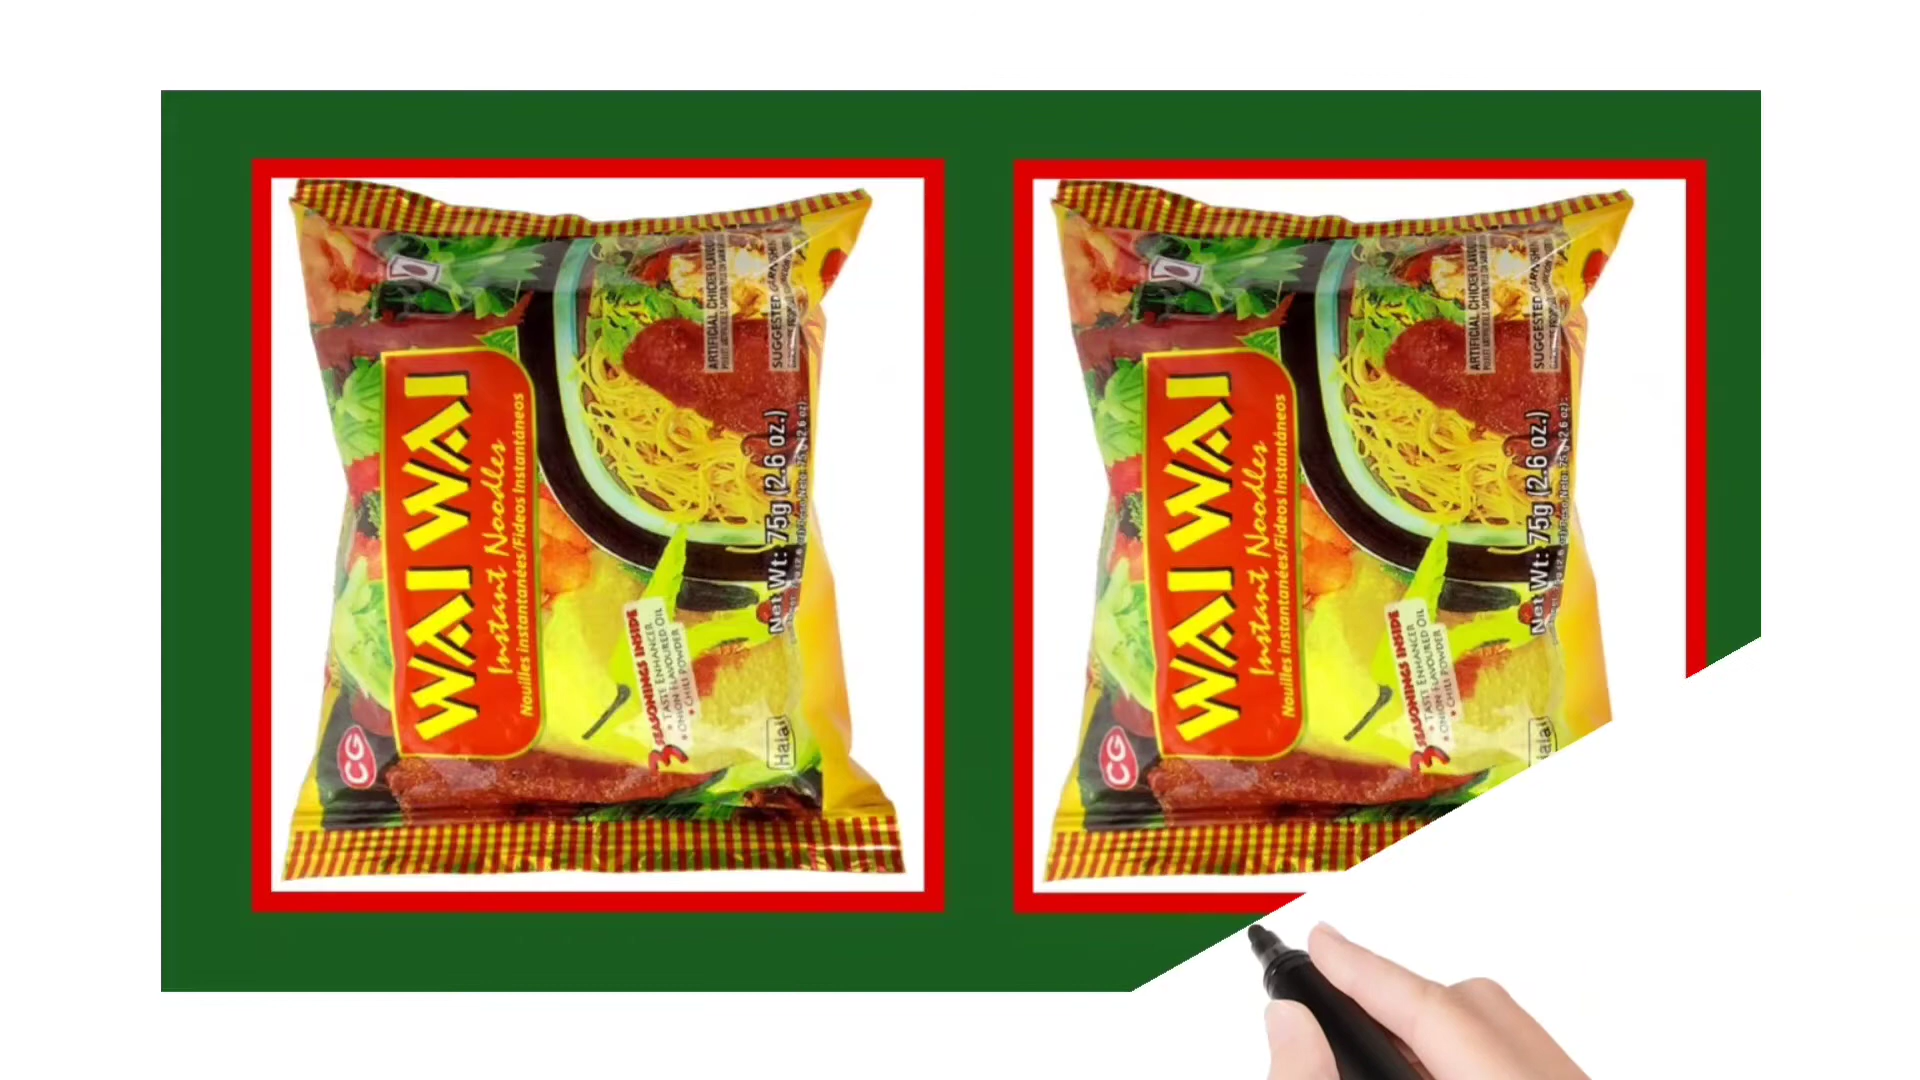 WAI WAI
Instant Noodles
Nouilles Instantanées/Fideos Instantáneos
ARTIFICIAL CHICKEN FLAVOUR
SUGGESTED GARNISHING
Net Wt: 75g (2.6 oz.)
3 SEASONINGS INSIDE
• TASTE ENHANCER
• ONION FLAVOURED OIL
• CHILI POWDER
Halal
CG
WAI WAI
Instant Noodles
Nouilles Instantanées/Fideos Instantáneos
ARTIFICIAL CHICKEN FLAVOUR
SUGGESTED GARNISHING
Net Wt: 75g (2.6 oz.)
3 SEASONINGS INSIDE
• TASTE ENHANCER
• ONION FLAVOURED OIL
• CHILI POWDER
CG